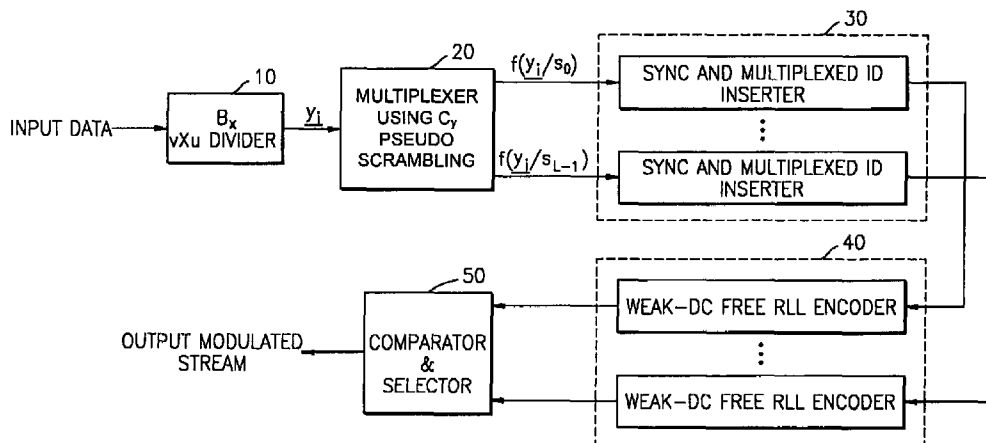 30
20
10
f(y_i/s_0)
SYNC AND MULTIPLEXED ID
INSERTER
MULTIPLEXER
USING C_y
PSEUDO
SCRAMBLING
INPUT DATA
B_x
vXu DIVIDER
y_i
f(y_i/s_{L-1})
SYNC AND MULTIPLEXED ID
INSERTER
40
50
WEAK-DC FREE RLL ENCODER
OUTPUT MODULATED
STREAM
COMPARATOR
&
SELECTOR
WEAK-DC FREE RLL ENCODER